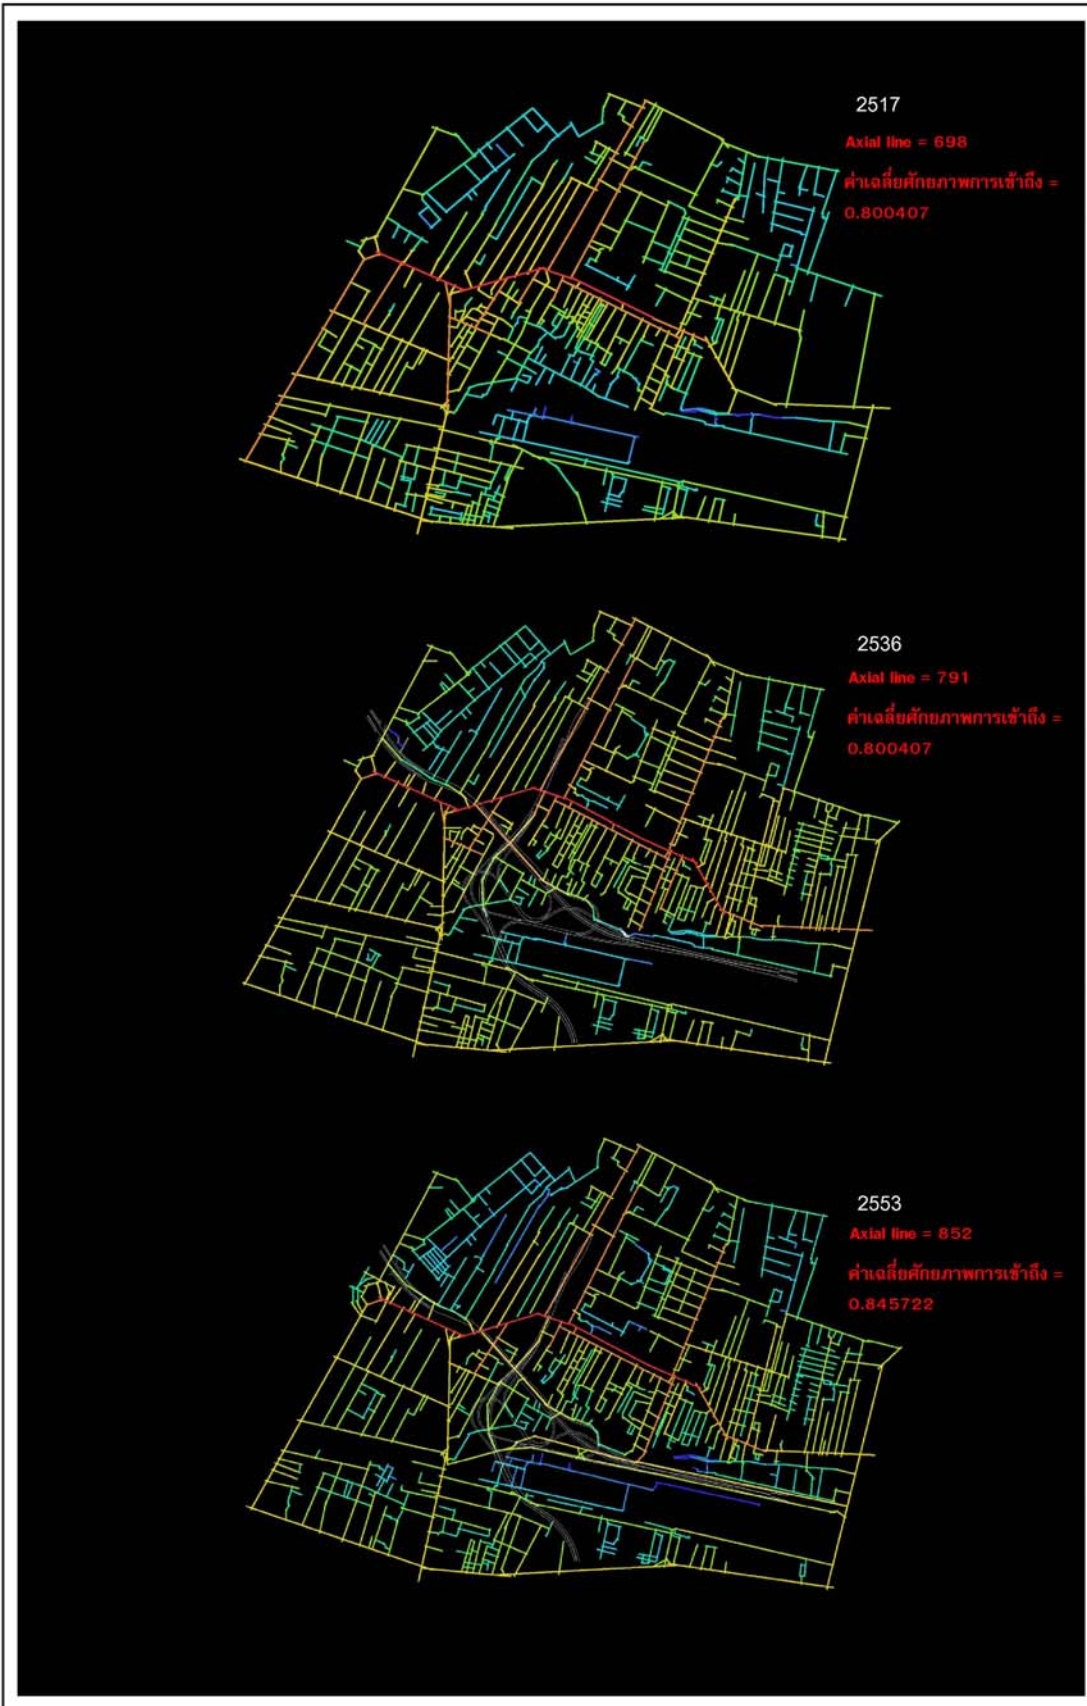 2517
Axial line = 698
ค่าเฉลี่ยศักยภาพการเข้าถึง =
0.800407
2536
Axial line = 791
ค่าเฉลี่ยศักยภาพการเข้าถึง =
0.800407
2553
Axial line = 852
ค่าเฉลี่ยศักยภาพการเข้าถึง =
0.845722